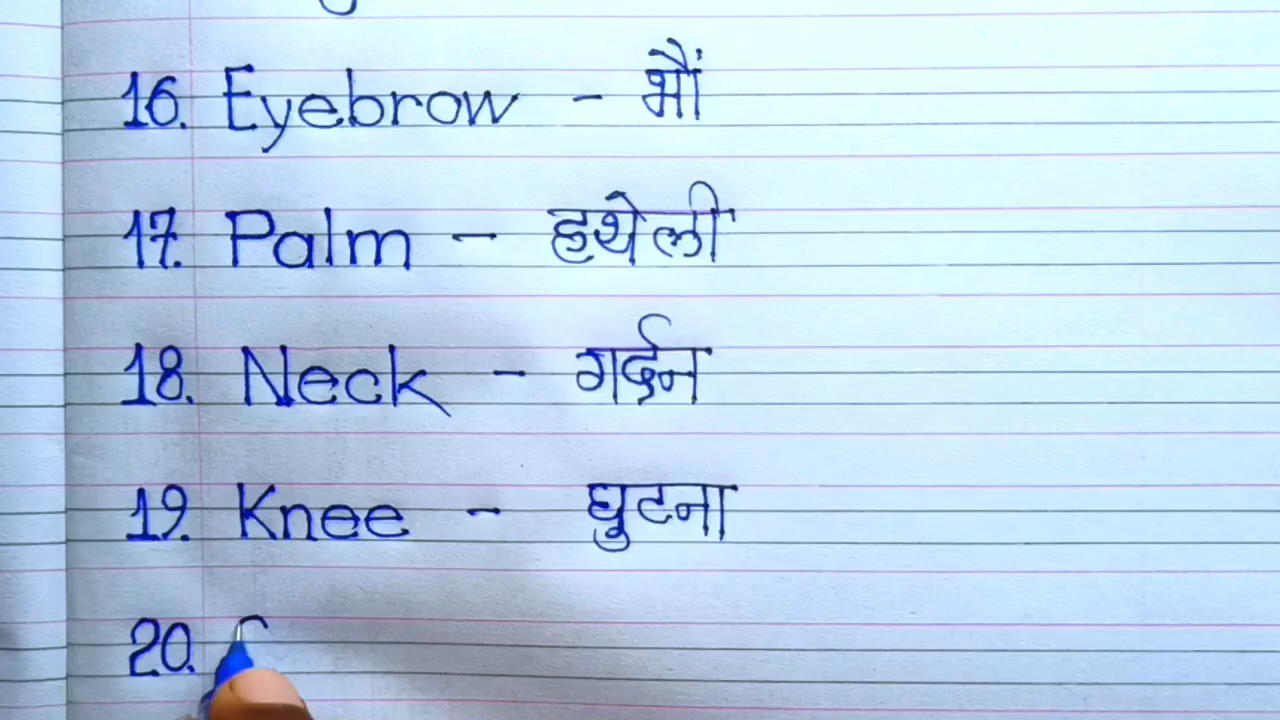 16. Eyebrow - भौं
17. Palm - हथेली
18. Neck - गर्दन
19. Knee - घुटना
20.